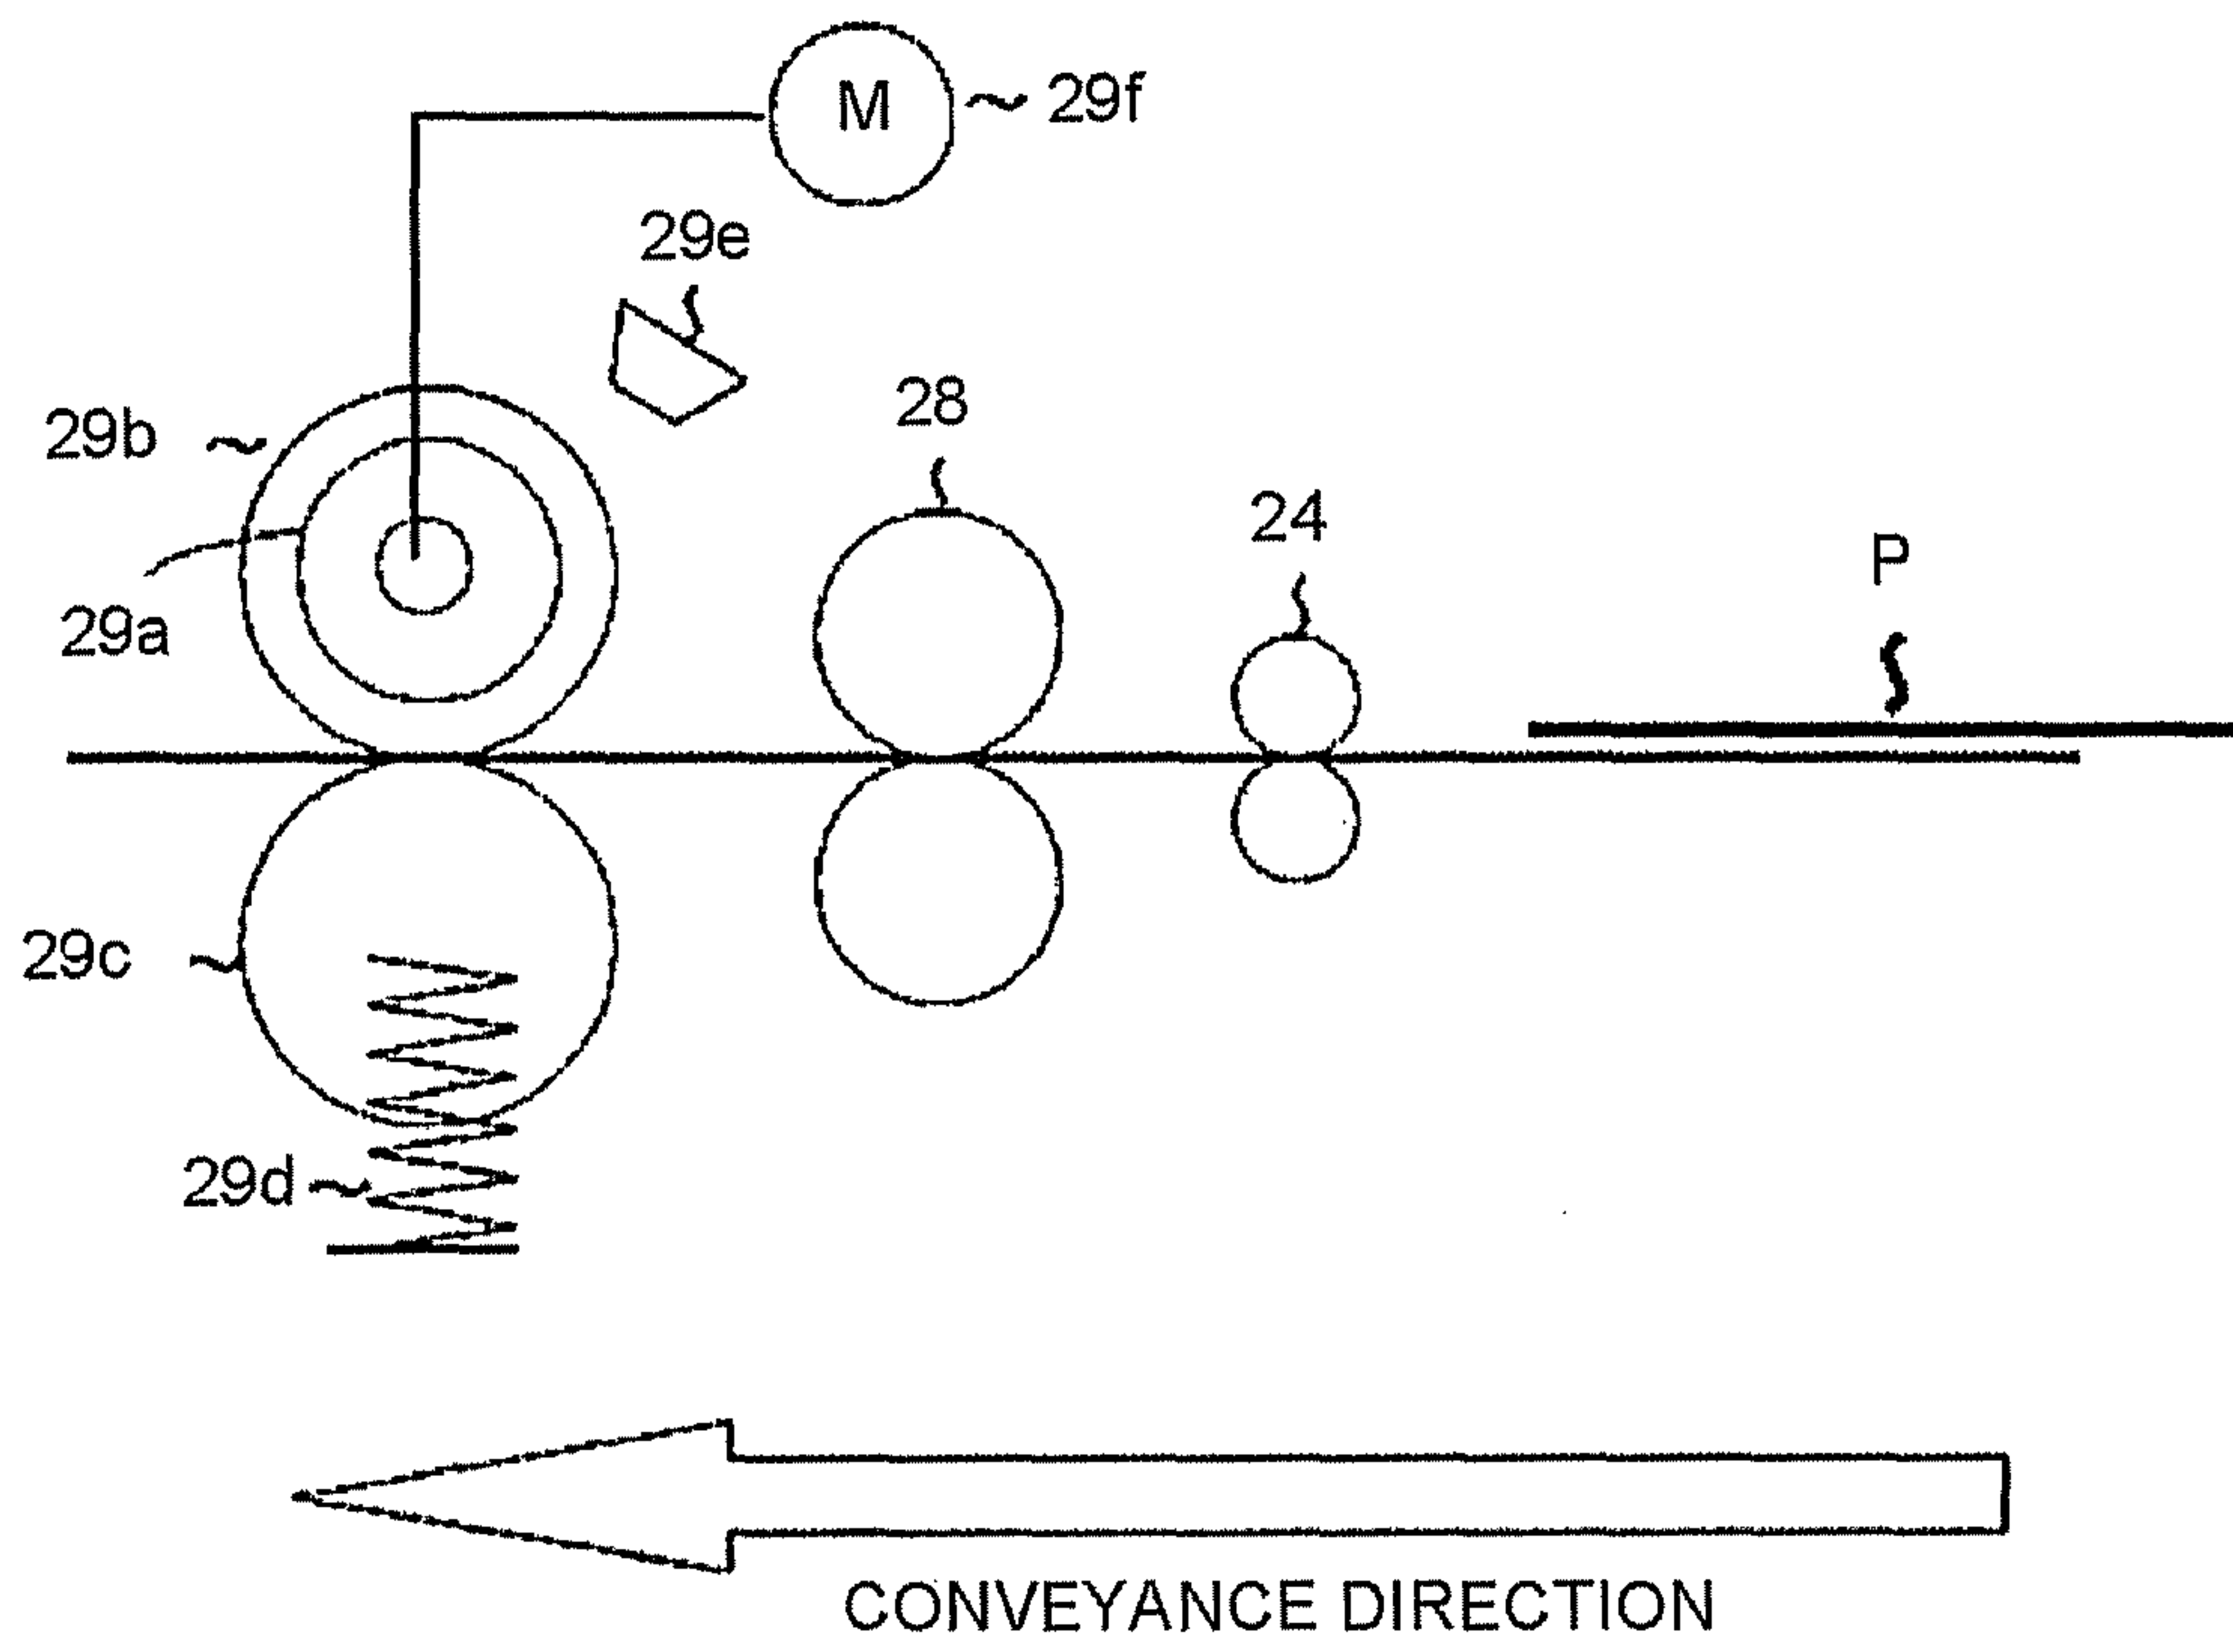 M
29f
29e
28
29b
24
P
29a
29c
29d
CONVEYANCE DIRECTION